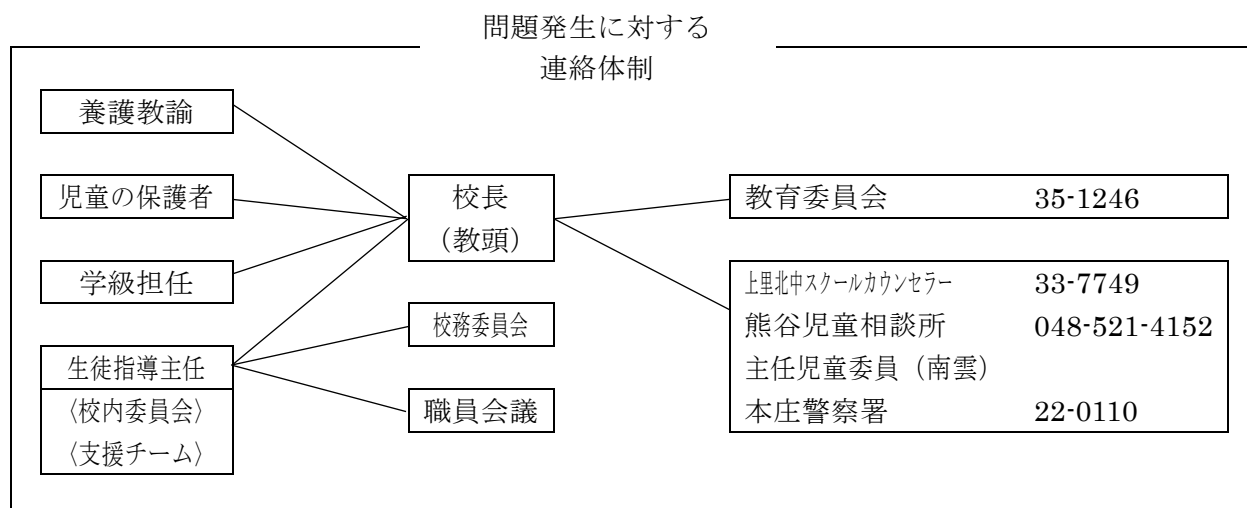 問題発生に対する
連絡体制
養護教諭
児童の保護者
学級担任
生徒指導主任
〈校内委員会〉
〈支援チーム〉
校長
（教頭）
校務委員会
職員会議
教育委員会 35-1246
上里北中スクールカウンセラー 33-7749
熊谷児童相談所 048-521-4152
主任児童委員（南雲）
本庄警察署 22-0110